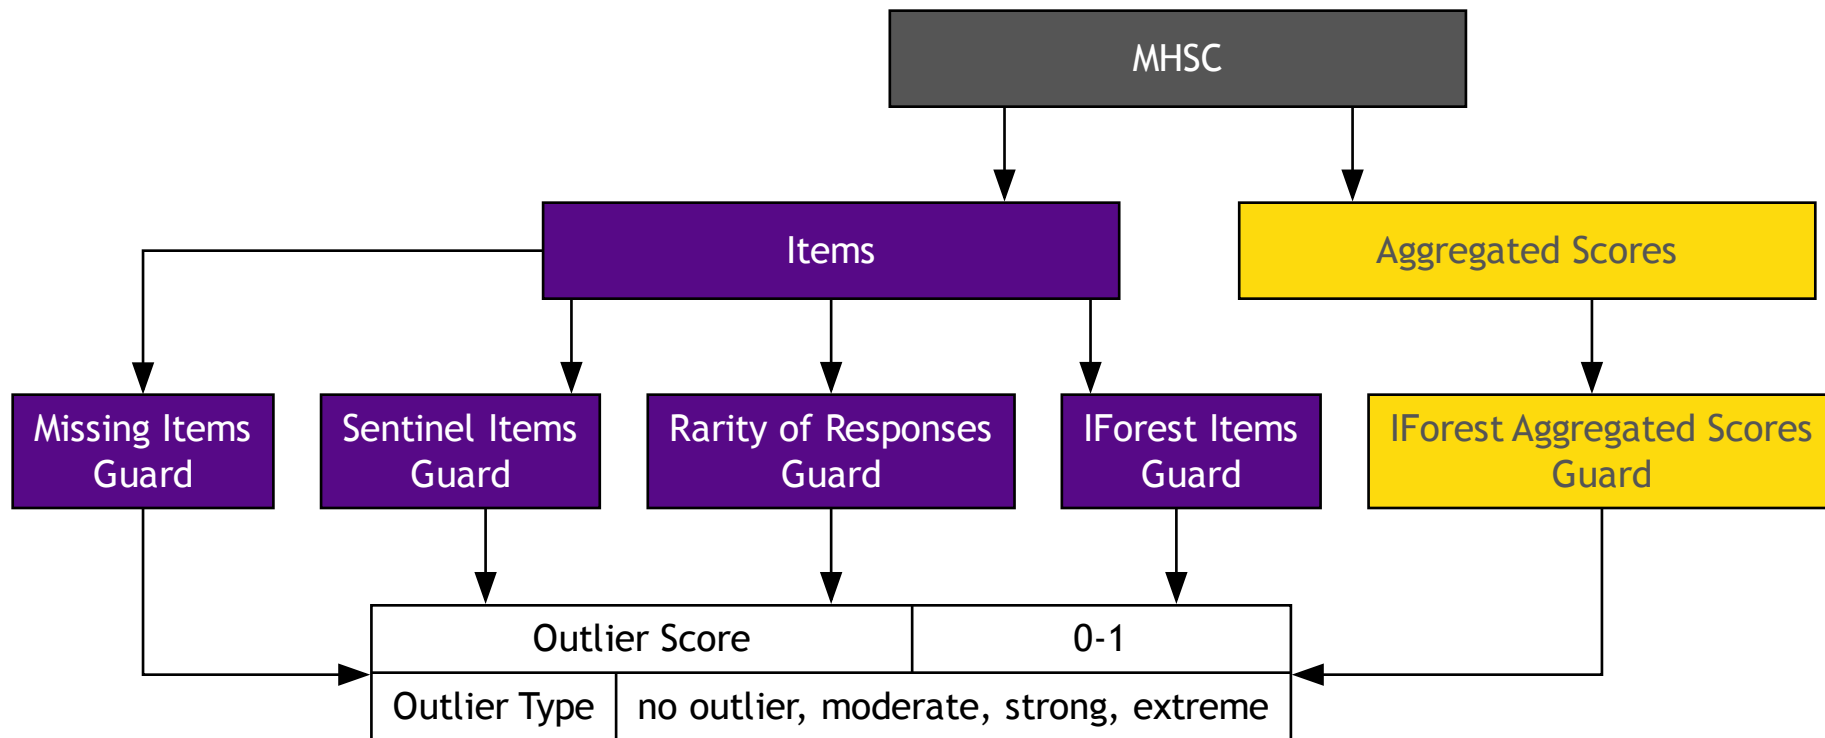 MHSC
Items
Aggregated Scores
Missing Items
Guard
Sentinel Items
Guard
Rarity of Responses
Guard
IForest Items
Guard
IForest Aggregated Scores
Guard
Outlier Score
0-1
Outlier Type
no outlier, moderate, strong, extreme